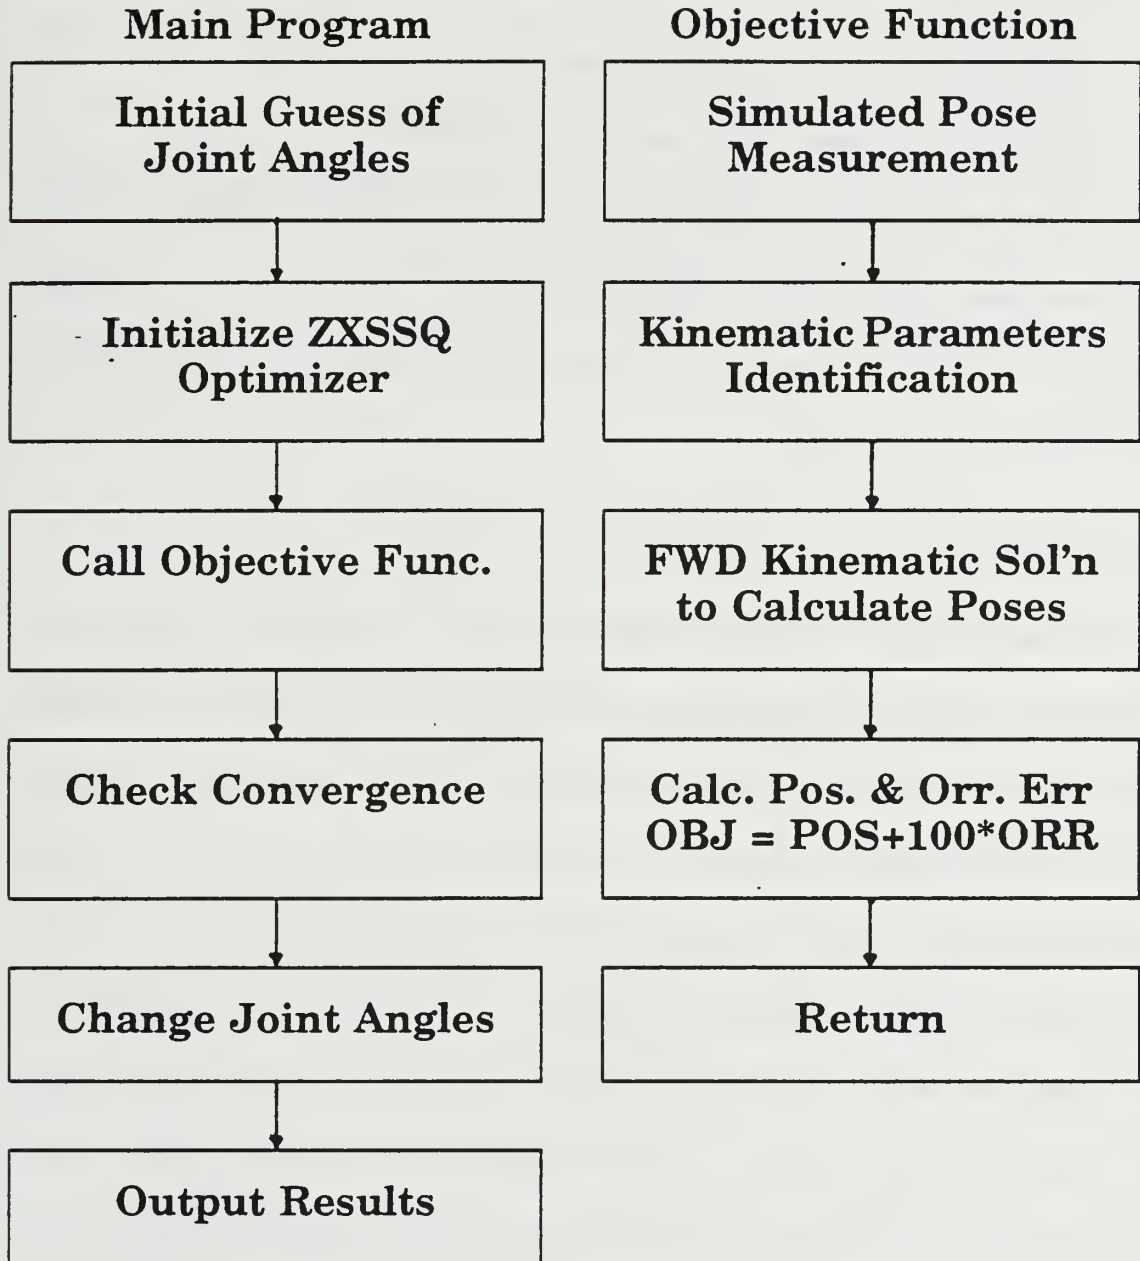 Main Program
Initial Guess of
Joint Angles
Initialize ZXSSQ
Optimizer
Call Objective Func.
Check Convergence
Change Joint Angles
Output Results
Objective Function
Simulated Pose
Measurement
Kinematic Parameters
Identification
FWD Kinematic Sol'n
to Calculate Poses
Calc. Pos. & Orr. Err
OBJ = POS+100*ORR
Return